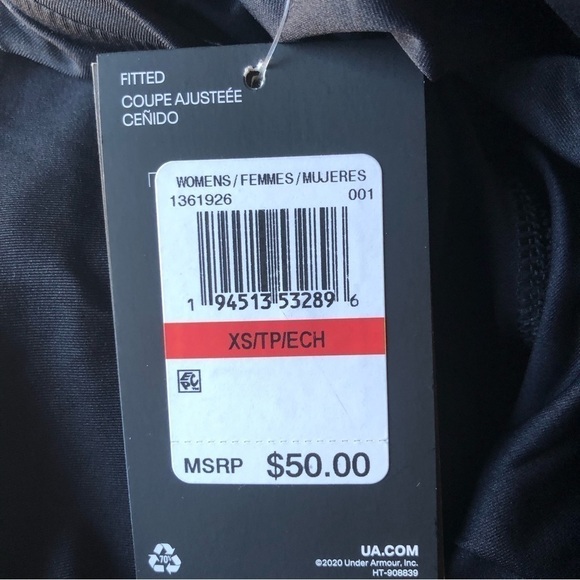 FITTED
COUPE AJUSTEÉE
CEÑIDO
WOMENS/FEMMES/MUJERES
1361926 001
1 94513 53289 6
XS/TP/ECH
MSRP $50.00
70%
UA.COM
©2020 Under Armour, Inc.
HT-908839